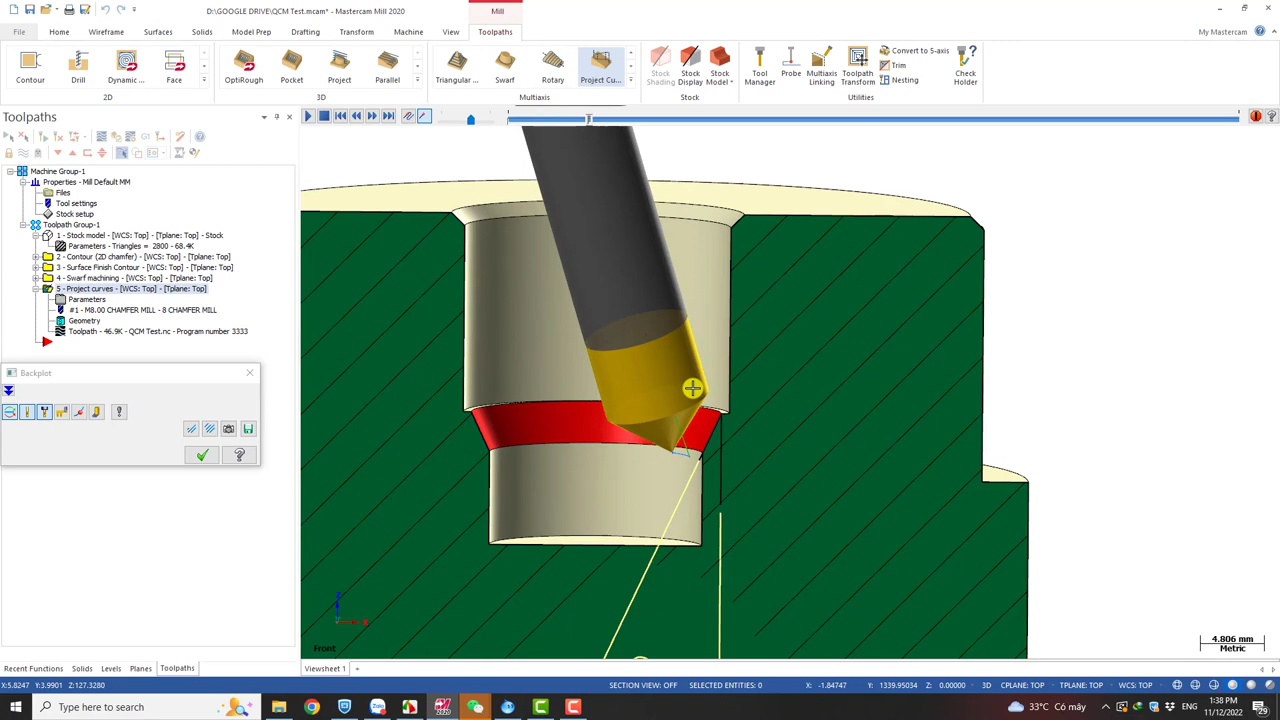 D:\GOOGLE DRIVE\QCM Test.mcam* - Mastercam Mill 2020
Mill
File
Home
Wireframe
Surfaces
Solids
Model Prep
Drafting
Transform
Machine
View
Toolpaths
My Mastercam
Contour
Drill
Dynamic ...
Face
OptiRough
Pocket
Project
Parallel
Triangular ...
Swarf
Rotary
Project Cu...
Stock Shading
Stock Display
Stock Model
Tool Manager
Probe
Multiaxis Linking
Toolpath Transform
Convert to 5-axis
Trim
Nesting
Check Holder
2D
3D
Multiaxis
Stock
Utilities
Toolpaths
Machine Group-1
Properties - Mill Default MM
Files
Tool settings
Stock setup
Toolpath Group-1
1 - Stock model - [WCS: Top] - [Tplane: Top] - Stock
Parameters - Triangles = 2800 - 68.4K
2 - Contour (2D chamfer) - [WCS: Top] - [Tplane: Top]
3 - Surface Finish Contour - [WCS: Top] - [Tplane: Top]
4 - Swarf machining - [WCS: Top] - [Tplane: Top]
5 - Project curves - [WCS: Top] - [Tplane: Top]
Parameters
#1 - M8.00 CHAMFER MILL - 8 CHAMFER MILL
Geometry
Toolpath - 46.9K - QCM Test.nc - Program number 3333
Backplot
Z
X
Front
4.806 mm
Metric
Recent Functions
Solids
Levels
Planes
Toolpaths
Viewsheet 1
X:5.8247 Y:3.9901 Z:127.3280
SECTION VIEW: OFF
SELECTED ENTITIES: 0
X: -1.84747
Y: 1339.95034
Z: 0.00000
3D
CPLANE: TOP
TPLANE: TOP
WCS: TOP
Type here to search
33°C Có mây
1:38 PM
11/12/2022